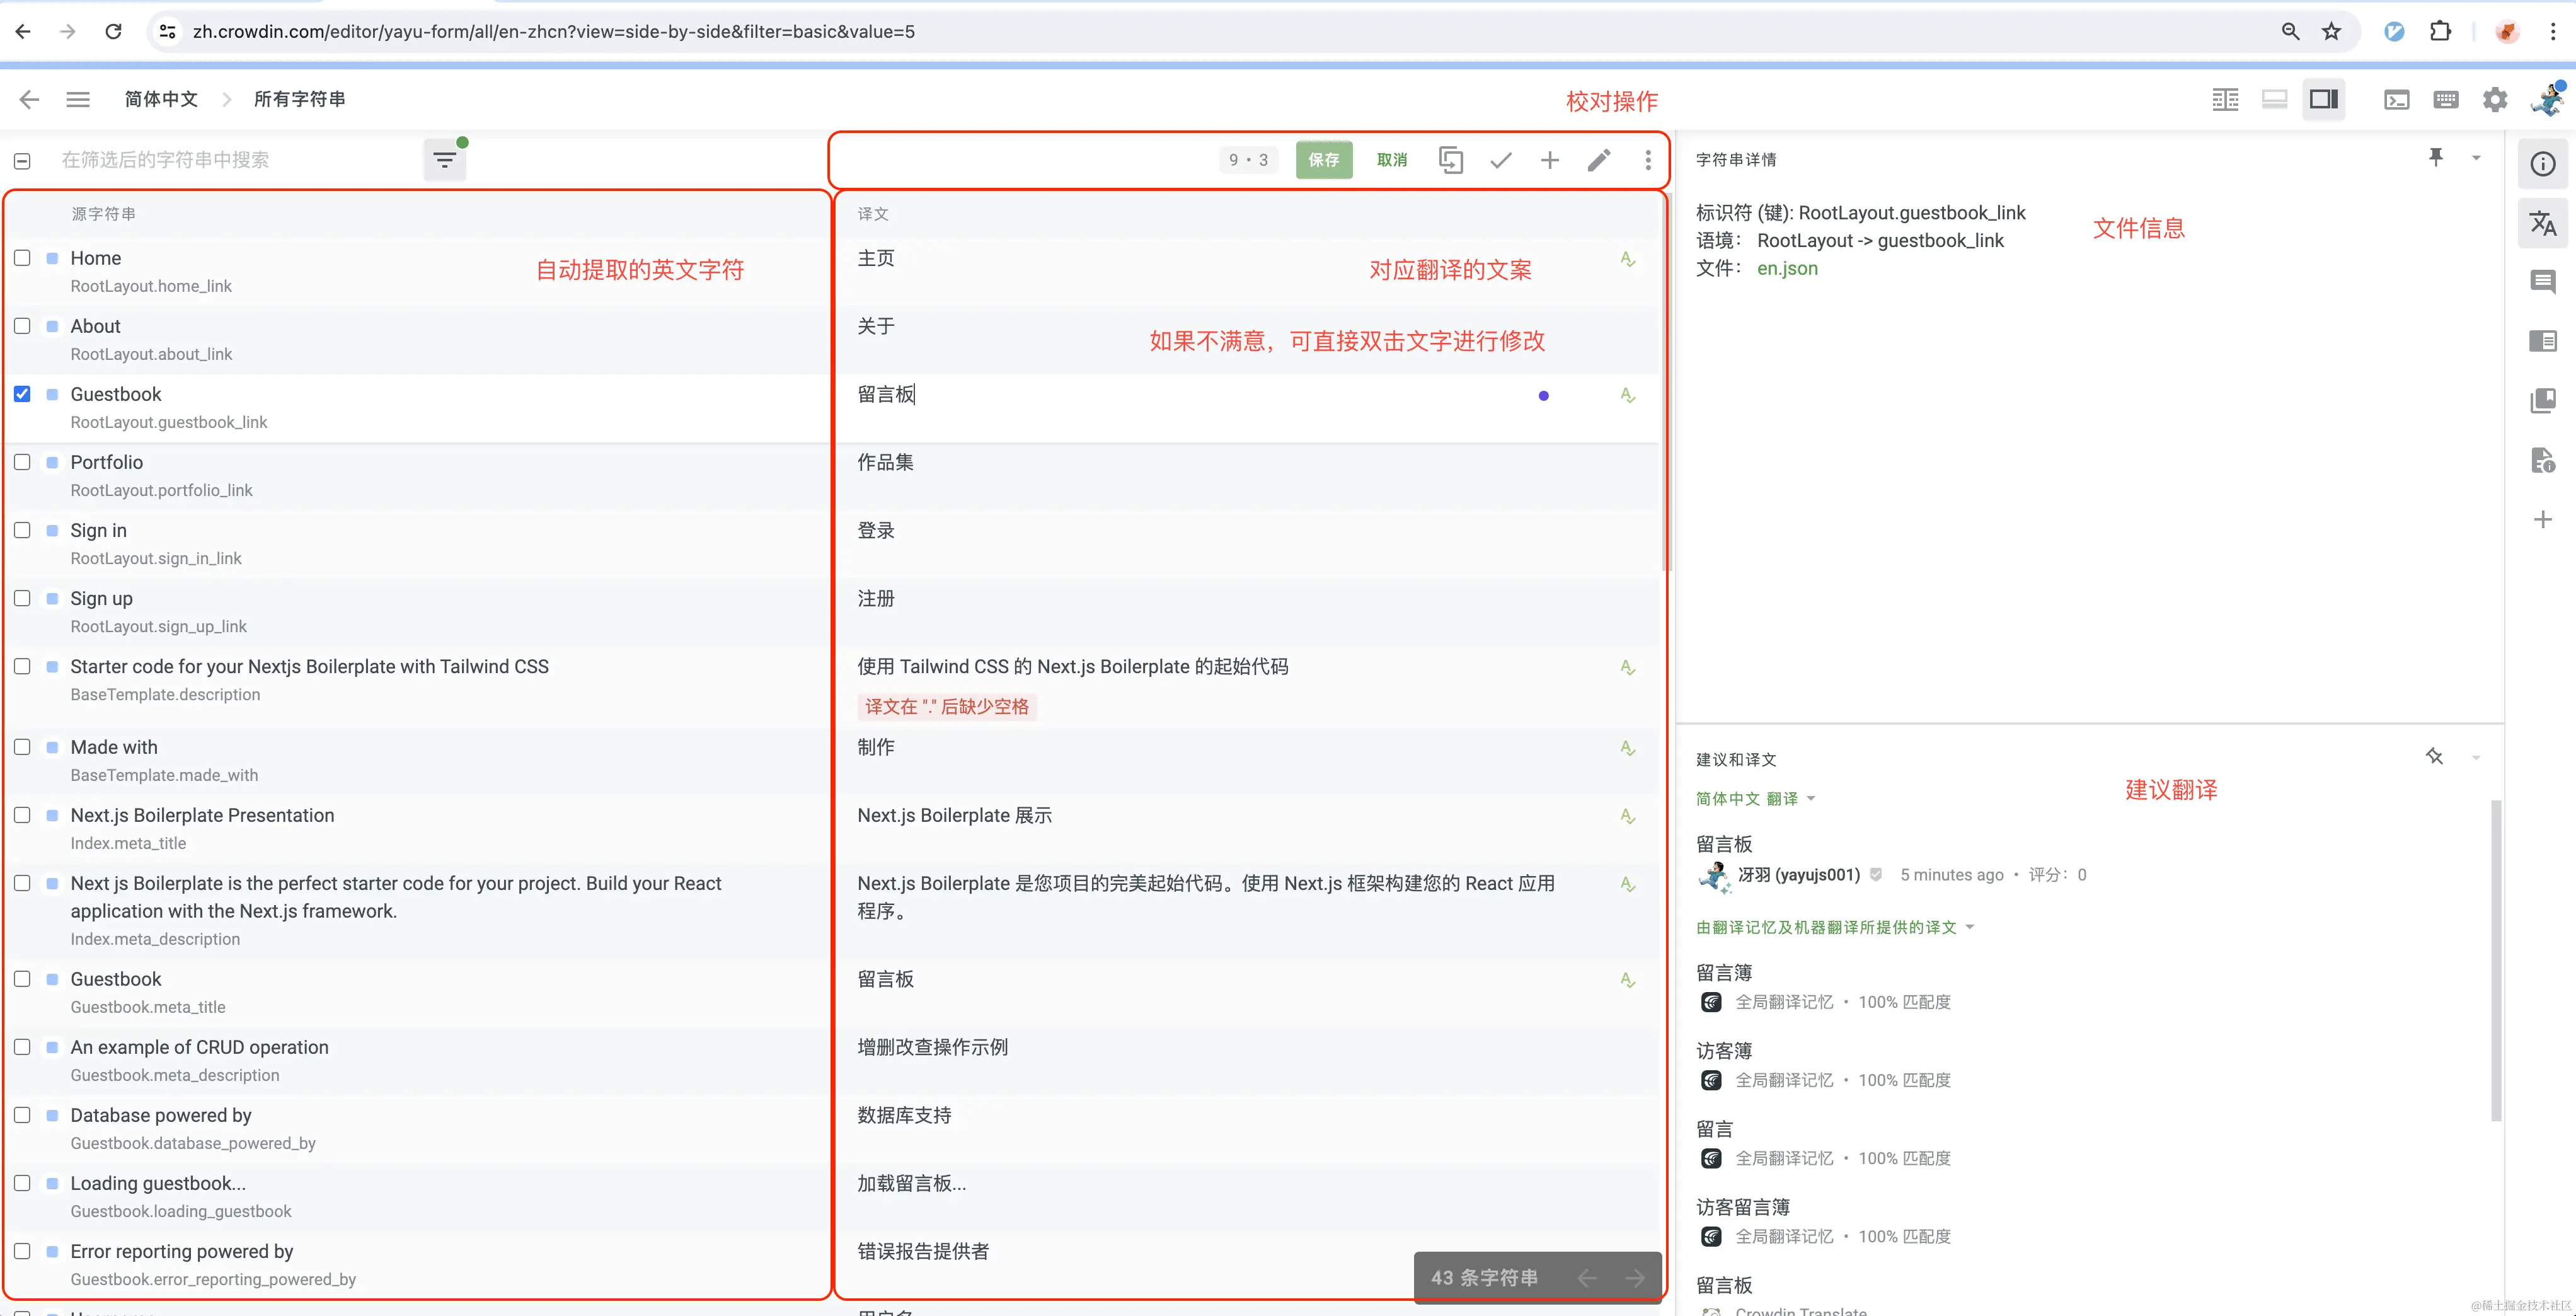 zh.crowdin.com/editor/yayu-form/all/en-zhcn?view=side-by-side&filter=basic&value=5
简体中文
所有字符串
校对操作
在筛选后的字符串中搜索
9 • 3
保存
取消
源字符串
译文
自动提取的英文字符
对应翻译的文案
如果不满意，可直接双击文字进行修改
Home
RootLayout.home_link
主页
About
RootLayout.about_link
关于
Guestbook
RootLayout.guestbook_link
留言板
Portfolio
RootLayout.portfolio_link
作品集
Sign in
RootLayout.sign_in_link
登录
Sign up
RootLayout.sign_up_link
注册
Starter code for your Nextjs Boilerplate with Tailwind CSS
BaseTemplate.description
使用 Tailwind CSS 的 Next.js Boilerplate 的起始代码
译文在 "." 后缺少空格
Made with
BaseTemplate.made_with
制作
Next.js Boilerplate Presentation
Index.meta_title
Next.js Boilerplate 展示
Next js Boilerplate is the perfect starter code for your project. Build your React
application with the Next.js framework.
Index.meta_description
Next.js Boilerplate 是您项目的完美起始代码。使用 Next.js 框架构建您的 React 应用
程序。
Guestbook
Guestbook.meta_title
留言板
An example of CRUD operation
Guestbook.meta_description
增删改查操作示例
Database powered by
Guestbook.database_powered_by
数据库支持
Loading guestbook...
Guestbook.loading_guestbook
加载留言板...
Error reporting powered by
Guestbook.error_reporting_powered_by
错误报告提供者
43 条字符串
字符串详情
标识符 (键): RootLayout.guestbook_link
语境： RootLayout -> guestbook_link
文件： en.json
文件信息
建议和译文
建议翻译
简体中文 翻译
留言板
冴羽 (yayujs001) 5 minutes ago • 评分：0
由翻译记忆及机器翻译所提供的译文
留言簿
全局翻译记忆 • 100% 匹配度
访客簿
全局翻译记忆 • 100% 匹配度
留言
全局翻译记忆 • 100% 匹配度
访客留言簿
全局翻译记忆 • 100% 匹配度
留言板
Crowdin Translate
@稀土掘金技术社区